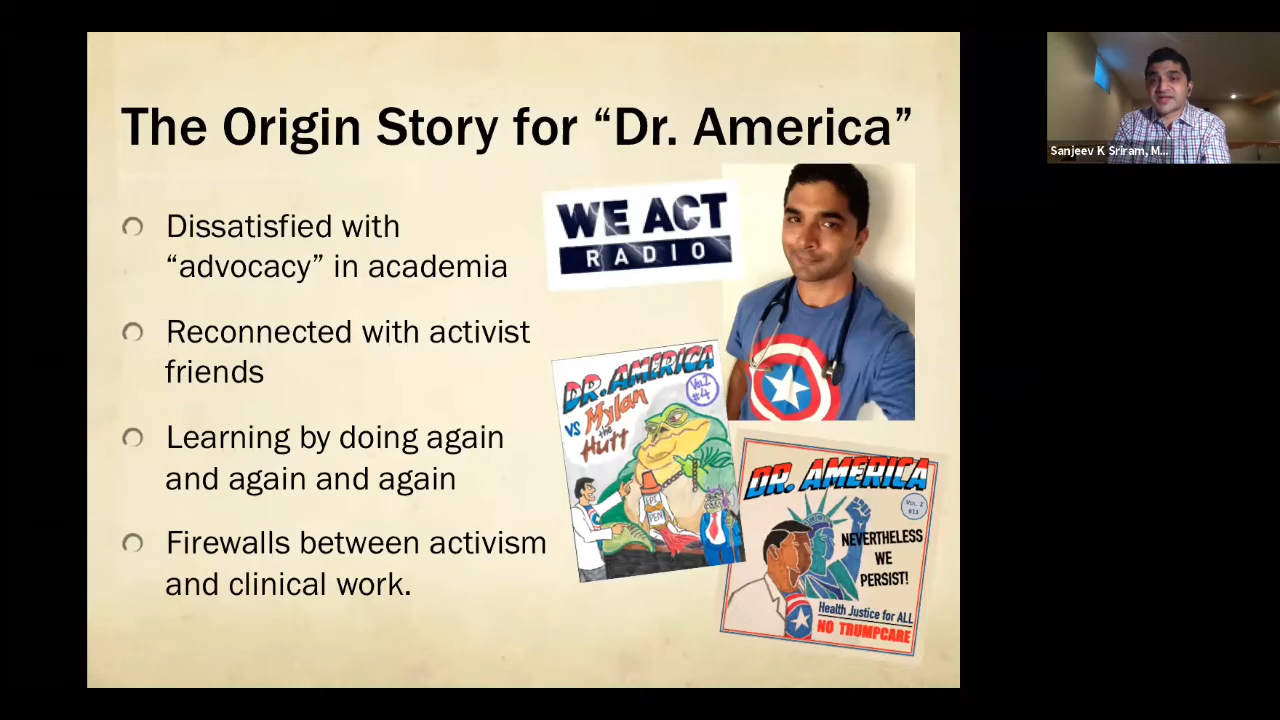 The Origin Story for “Dr. America”
Dissatisfied with
“advocacy” in academia
Reconnected with activist
friends
Learning by doing again
and again and again
Firewalls between activism
and clinical work.
WE ACT
RADIO
DR. AMERICA
Vol 2
#4
VS Mylan
the
Hutt
PEN
DR. AMERICA
VOL. 2
#11
NEVERTHELESS
WE
PERSIST!
Health Justice for ALL
NO TRUMPCARE
Sanjeev K Sriram, M...